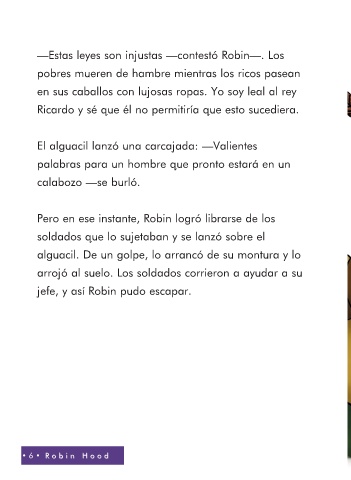 —Estas leyes son injustas —contestó Robin—. Los
pobres mueren de hambre mientras los ricos pasean
en sus caballos con lujosas ropas. Yo soy leal al rey
Ricardo y sé que él no permitiría que esto sucediera.
El alguacil lanzó una carcajada: —Valientes
palabras para un hombre que pronto estará en un
calabozo —se burló.
Pero en ese instante, Robin logró librarse de los
soldados que lo sujetaban y se lanzó sobre el
alguacil. De un golpe, lo arrancó de su montura y lo
arrojó al suelo. Los soldados corrieron a ayudar a su
jefe, y así Robin pudo escapar.
•6• Robin Hood